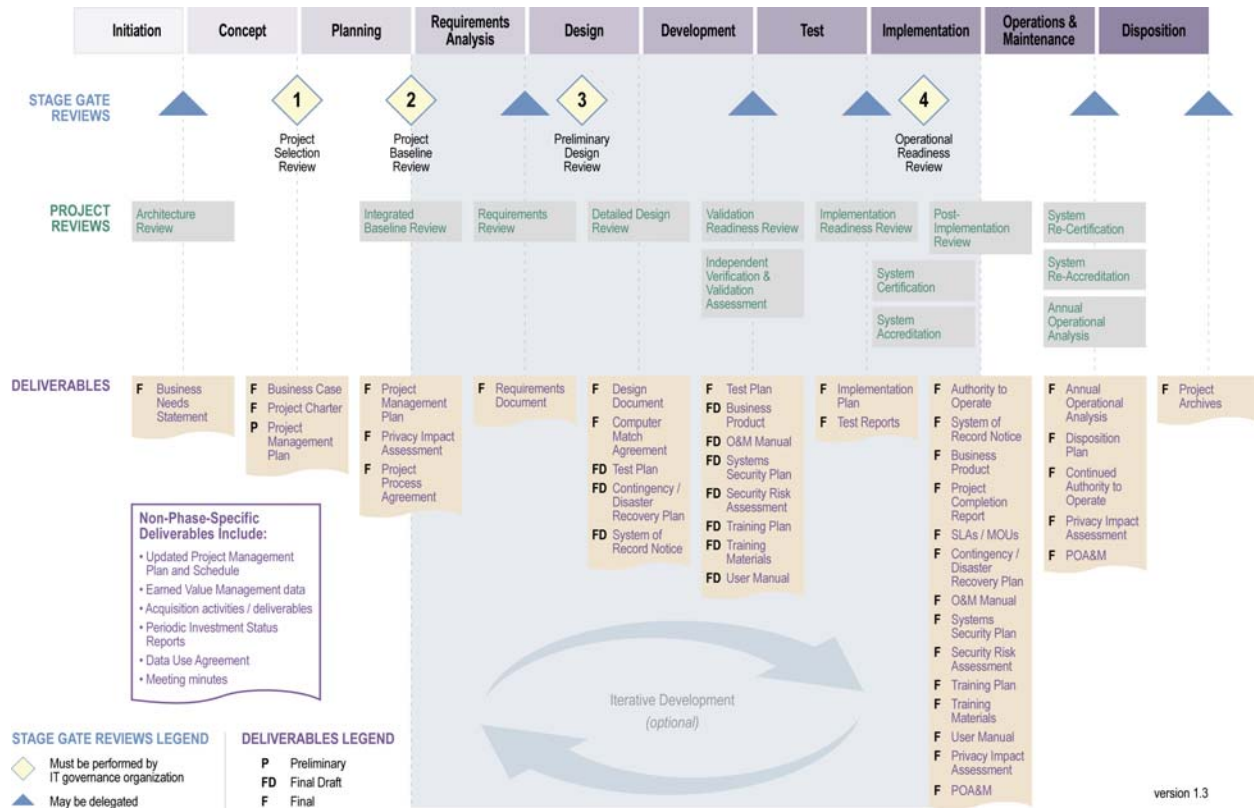 Initiation
Concept
Planning
Requirements
Analysis
Design
Development
Test
Implementation
Operations &
Maintenance
Disposition
STAGE GATE
REVIEWS
1
Project
Selection
Review
2
Project
Baseline
Review
3
Preliminary
Design
Review
4
Operational
Readiness
Review
PROJECT
REVIEWS
Architecture
Review
Integrated
Baseline Review
Requirements
Review
Detailed Design
Review
Validation
Readiness Review
Independent
Verification &
Validation
Assessment
Implementation
Readiness Review
System
Certification
System
Accreditation
Post-
Implementation
Review
System
Re-Certification
System
Re-Accreditation
Annual
Operational
Analysis
DELIVERABLES
F Business
Needs
Statement
F Business Case
F Project Charter
P Project
Management
Plan
F Project
Management
Plan
F Privacy Impact
Assessment
F Project
Process
Agreement
F Requirements
Document
F Design
Document
F Computer
Match
Agreement
FD Test Plan
FD Contingency /
Disaster
Recovery Plan
FD System of
Record Notice
F Test Plan
FD Business
Product
FD O&M Manual
FD Systems
Security Plan
FD Security Risk
Assessment
FD Training Plan
FD Training
Materials
FD User Manual
F Implementation
Plan
F Test Reports
F Authority to
Operate
F System of
Record Notice
F Business
Product
F Project
Completion
Report
F SLAs / MOUs
F Contingency /
Disaster
Recovery Plan
F O&M Manual
F Systems
Security Plan
F Security Risk
Assessment
F Training Plan
F Training
Materials
F User Manual
F Privacy Impact
Assessment
F POA&M
F Annual
Operational
Analysis
F Disposition
Plan
F Continued
Authority to
Operate
F Privacy Impact
Assessment
F POA&M
F Project
Archives
Non-Phase-Specific
Deliverables Include:
• Updated Project Management
Plan and Schedule
• Earned Value Management data
• Acquisition activities / deliverables
• Periodic Investment Status
Reports
• Data Use Agreement
• Meeting minutes
Iterative Development
(optional)
STAGE GATE REVIEWS LEGEND
Must be performed by
IT governance organization
May be delegated
DELIVERABLES LEGEND
P Preliminary
FD Final Draft
F Final
version 1.3